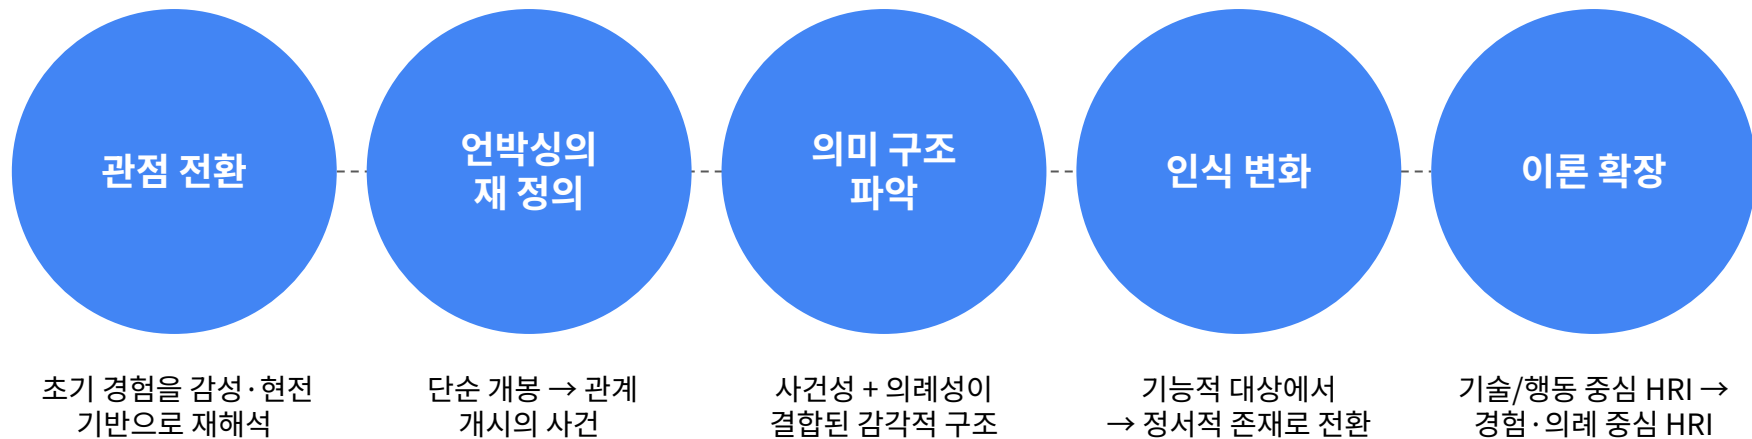 관점 전환
언박싱의
재 정의
의미 구조
파악
인식 변화
이론 확장
초기 경험을 감성·현전
기반으로 재해석
단순 개봉 → 관계
개시의 사건
사건성 + 의례성이
결합된 감각적 구조
기능적 대상에서
→ 정서적 존재로 전환
기술/행동 중심 HRI →
경험·의례 중심 HRI